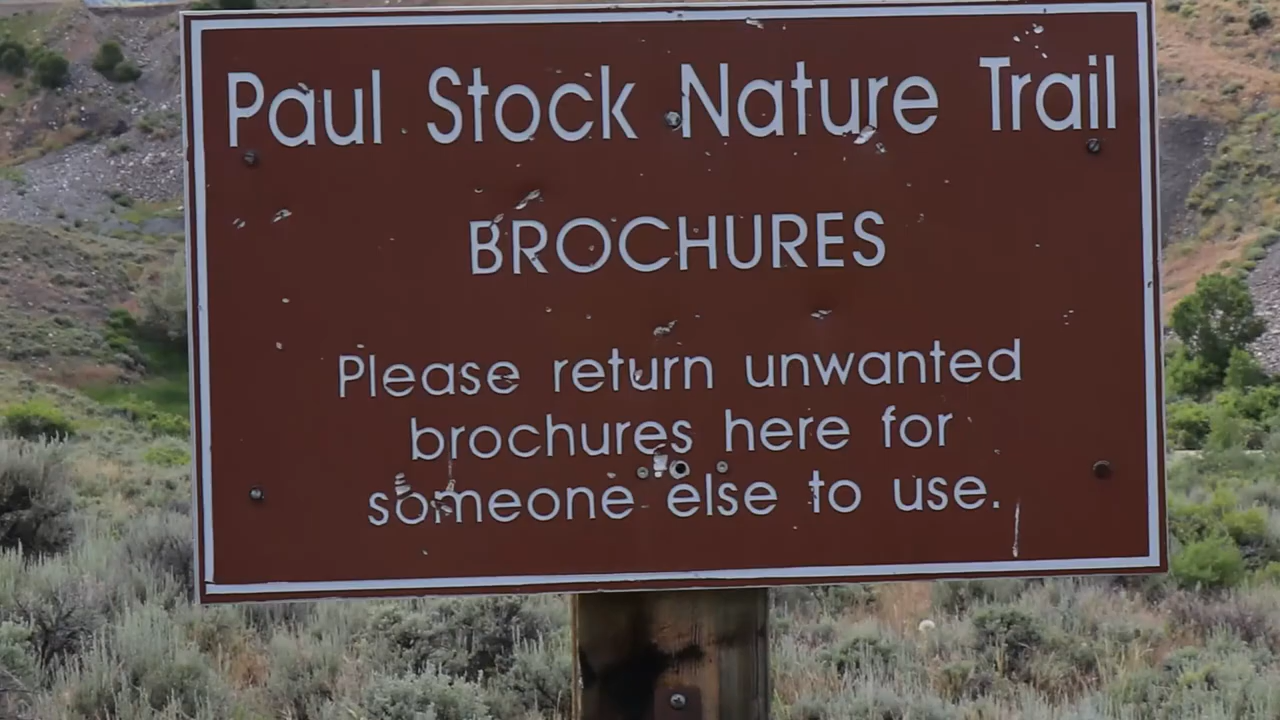 Paul Stock Nature Trail
BROCHURES
Please return unwanted
brochures here for
someone else to use.